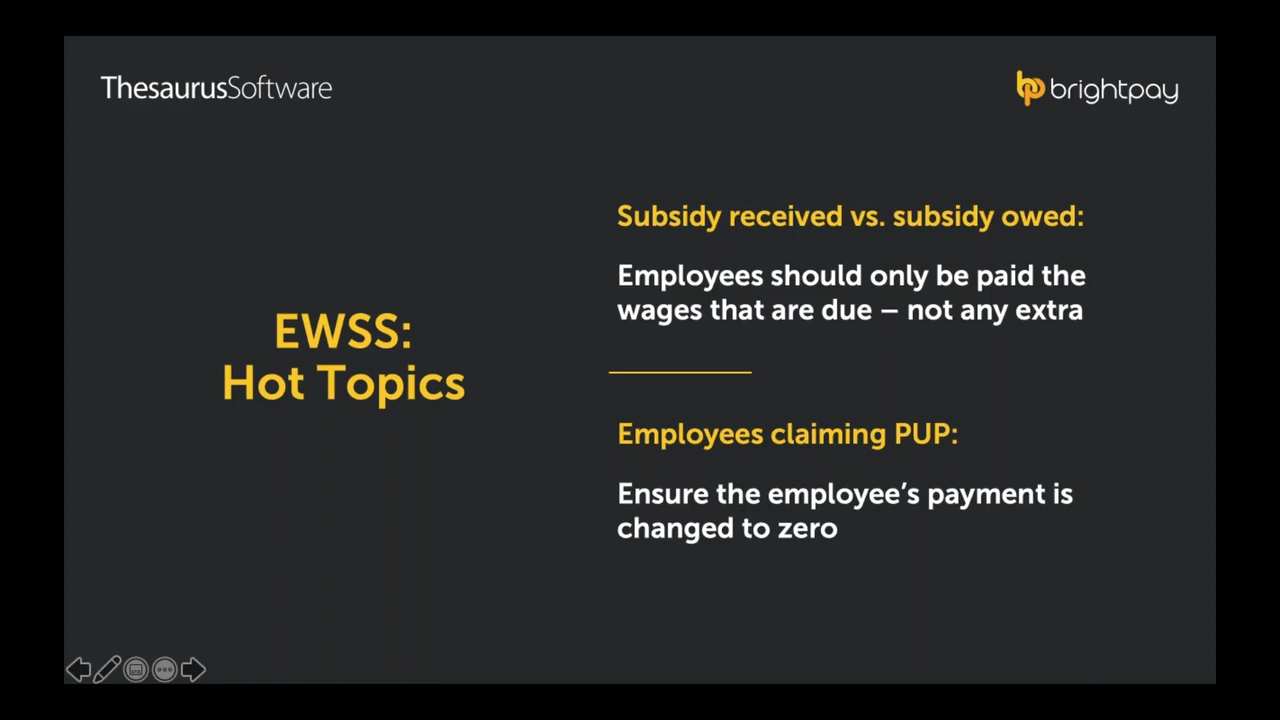 ThesaurusSoftware
brightpay
EWSS:
Hot Topics
Subsidy received vs. subsidy owed:
Employees should only be paid the
wages that are due – not any extra
Employees claiming PUP:
Ensure the employee’s payment is
changed to zero